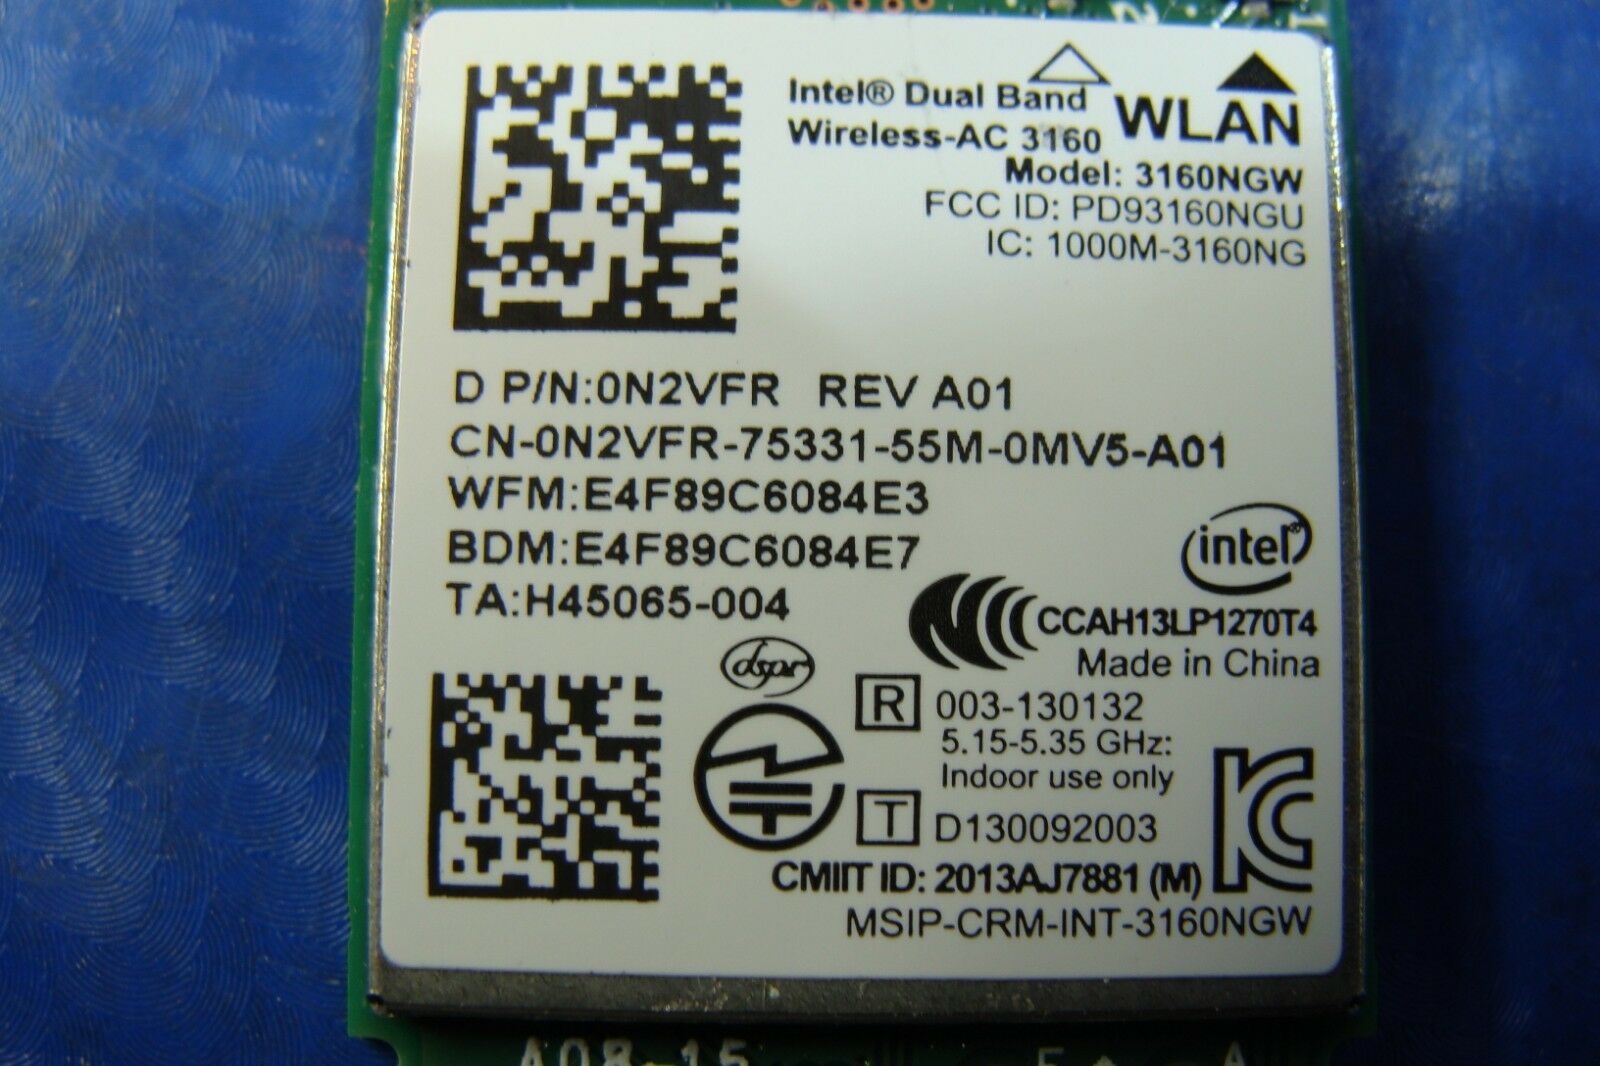 Intel® Dual Band
Wireless-AC 3160
WLAN
Model: 3160NGW
FCC ID: PD93160NGU
IC: 1000M-3160NG
D P/N:0N2VFR REV A01
CN-0N2VFR-75331-55M-0MV5-A01
WFM:E4F89C6084E3
BDM:E4F89C6084E7
TA:H45065-004
intel®
CCAH13LP1270T4
Made in China
R 003-130132
5.15-5.35 GHz:
Indoor use only
T D130092003
CMIIT ID: 2013AJ7881 (M)
MSIP-CRM-INT-3160NGW
2 1